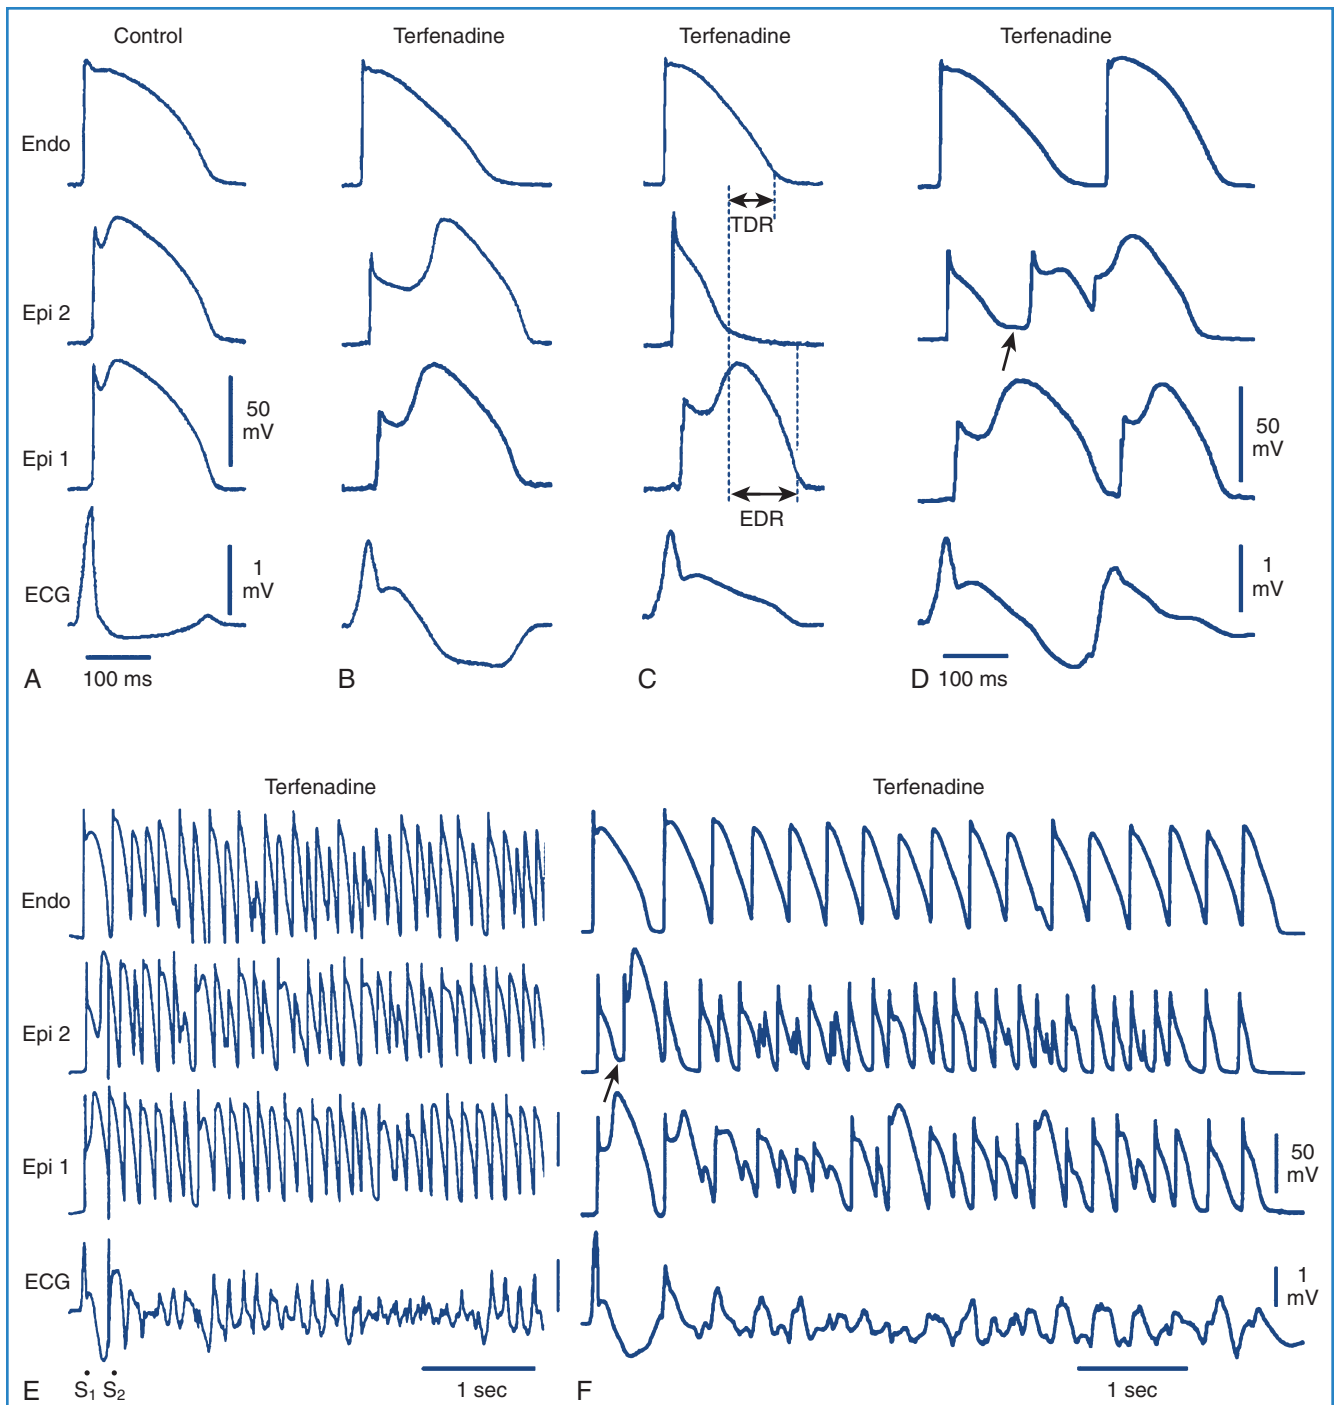 Control
Terfenadine
Terfenadine
Terfenadine
Endo
TDR
Epi 2
Epi 1
50
mV
50
mV
EDR
ECG
1
mV
1
mV
A
100 ms
B
C
D
100 ms
Terfenadine
Terfenadine
Endo
Epi 2
Epi 1
50
mV
ECG
1
mV
E
S1
S2
1 sec
F
1 sec